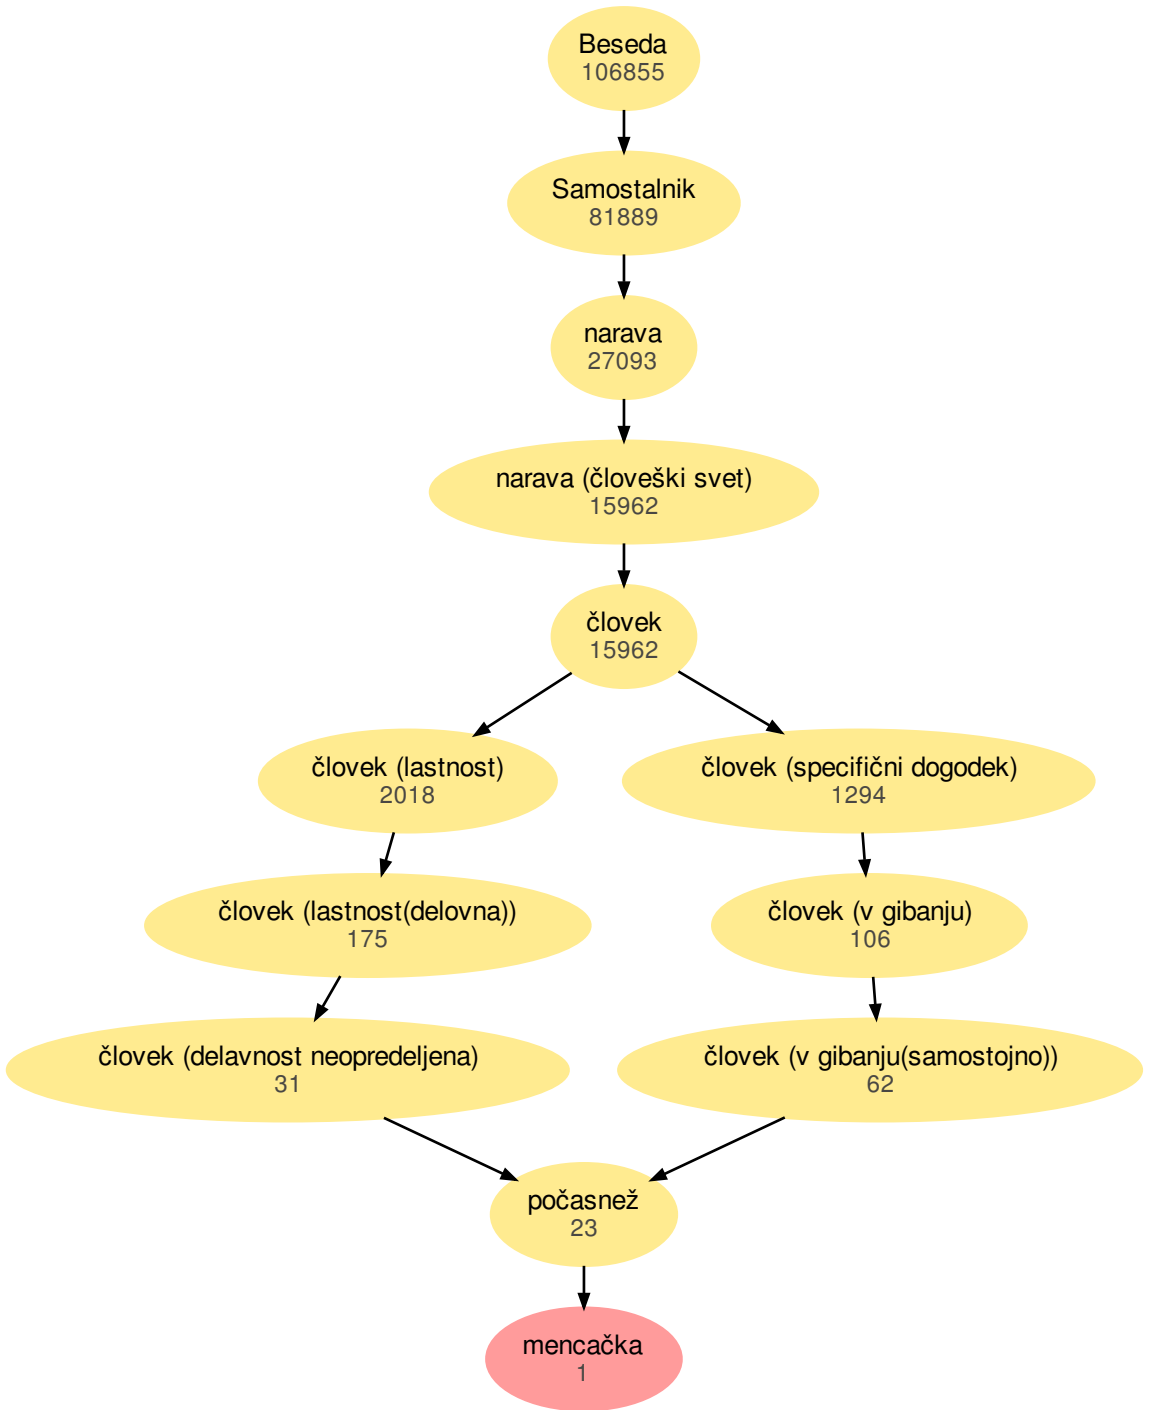 Beseda
106855
Samostalnik
81889
narava
27093
narava (človeški svet)
15962
človek
15962
človek (lastnost)
2018
človek (specifični dogodek)
1294
človek (lastnost(delovna))
175
človek (v gibanju)
106
človek (delavnost neopredeljena)
31
človek (v gibanju(samostojno))
62
počasnež
23
mencačka
1